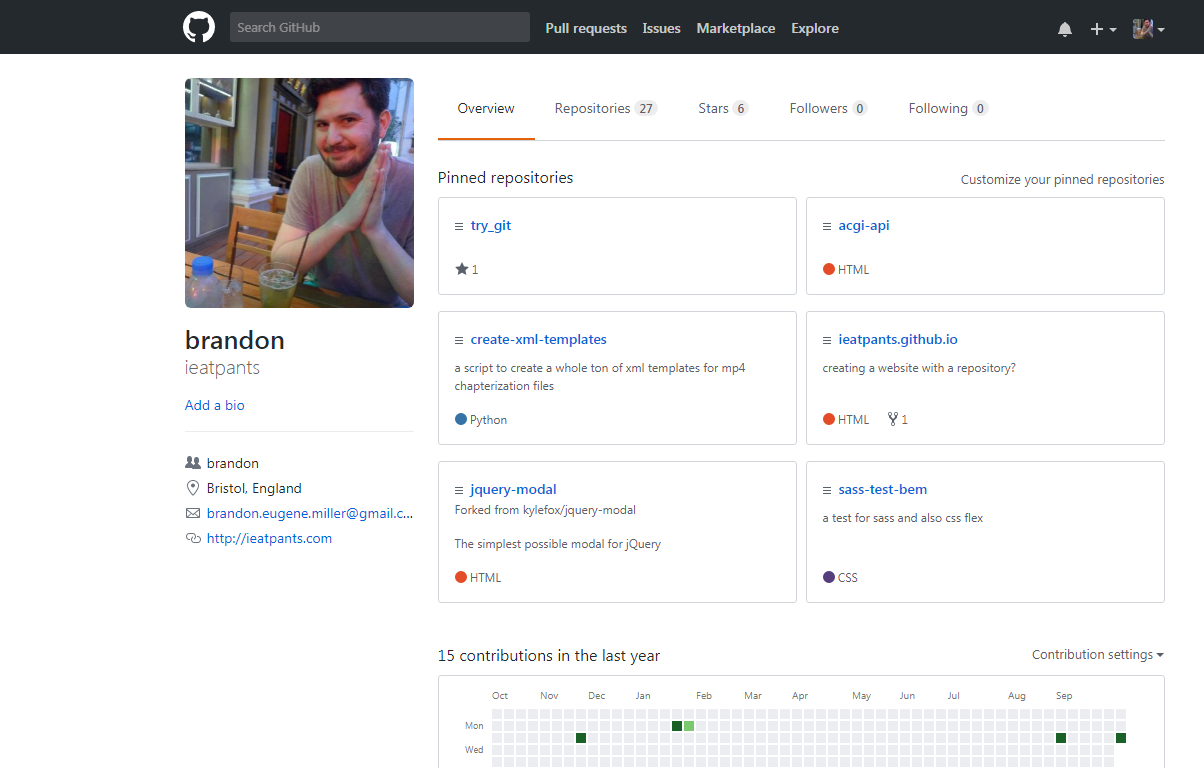 Search GitHub
Pull requests Issues Marketplace Explore
Overview Repositories 27 Stars 6 Followers 0 Following 0
brandon
ieatpants
Add a bio
brandon
Bristol, England
brandon.eugene.miller@gmail.c...
http://ieatpants.com
Pinned repositories
Customize your pinned repositories
try_git
1
acgi-api
HTML
create-xml-templates
a script to create a whole ton of xml templates for mp4
chapterization files
Python
ieatpants.github.io
creating a website with a repository?
HTML 1
jquery-modal
Forked from kylefox/jquery-modal
The simplest possible modal for jQuery
HTML
sass-test-bem
a test for sass and also css flex
CSS
15 contributions in the last year
Contribution settings
Oct Nov Dec Jan Feb Mar Apr May Jun Jul Aug Sep
Mon
Wed